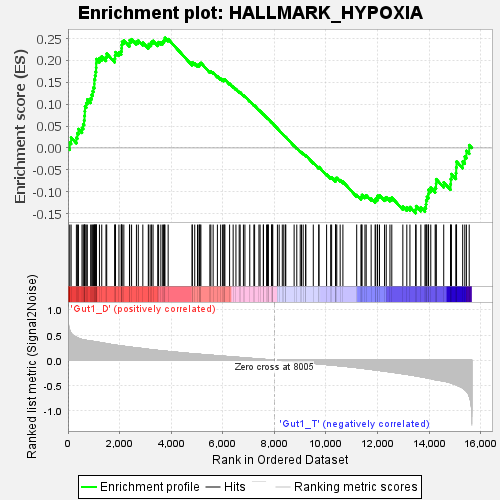 Enrichment plot: HALLMARK_HYPOXIA
Enrichment score (ES)
0.25
0.20
0.15
0.10
0.05
0.00
-0.05
-0.10
-0.15
Ranked list metric (Signal2Noise)
1.0
0.5
0.0
-0.5
-1.0
'Gut1_D' (positively correlated)
Zero cross at 8005
'Gut1_T' (negatively correlated)
0
2,000
4,000
6,000
8,000
10,000
12,000
14,000
16,000
Rank in Ordered Dataset
Enrichment profile
Hits
Ranking metric scores